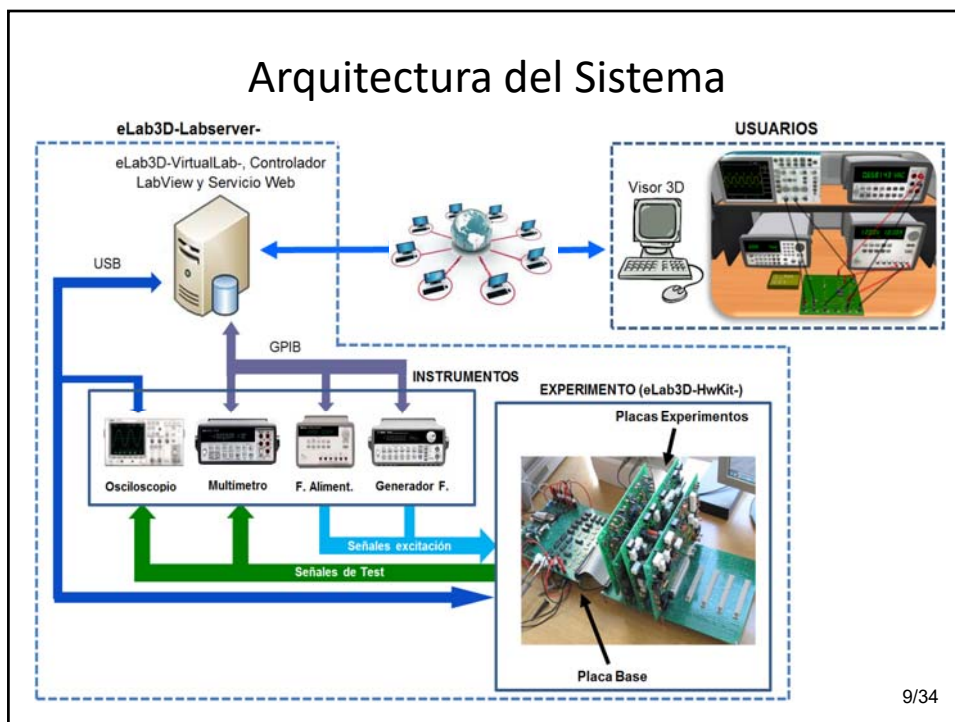 Arquitectura del Sistema
eLab3D-Labserver-
eLab3D-VirtualLab-, Controlador
LabView y Servicio Web
USUARIOS
Visor 3D
USB
GPIB
INSTRUMENTOS
Osciloscopio
Multímetro
F. Aliment.
Generador F.
Señales excitación
Señales de Test
EXPERIMENTO (eLab3D-HwKit-)
Placas Experimentos
Placa Base
9/34